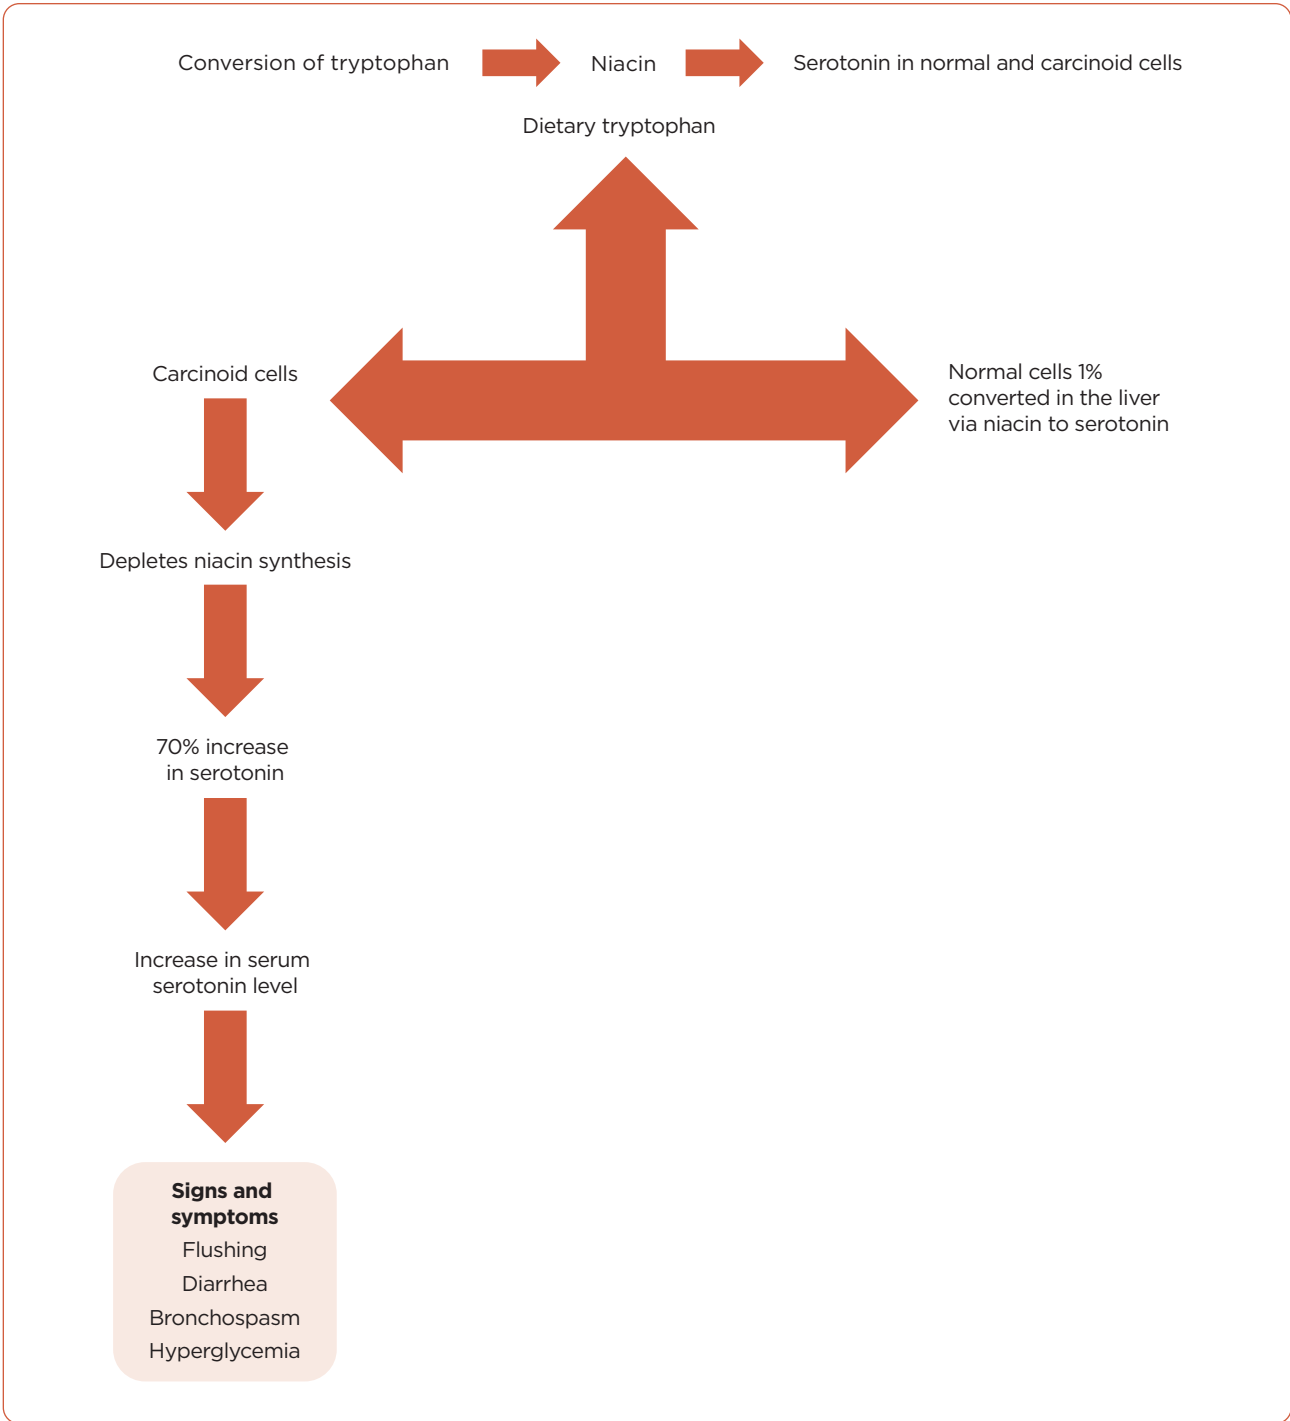 Conversion of tryptophan
Niacin
Serotonin in normal and carcinoid cells
Dietary tryptophan
Carcinoid cells
Normal cells 1%
converted in the liver
via niacin to serotonin
Depletes niacin synthesis
70% increase
in serotonin
Increase in serum
serotonin level
Signs and
symptoms
Flushing
Diarrhea
Bronchospasm
Hyperglycemia